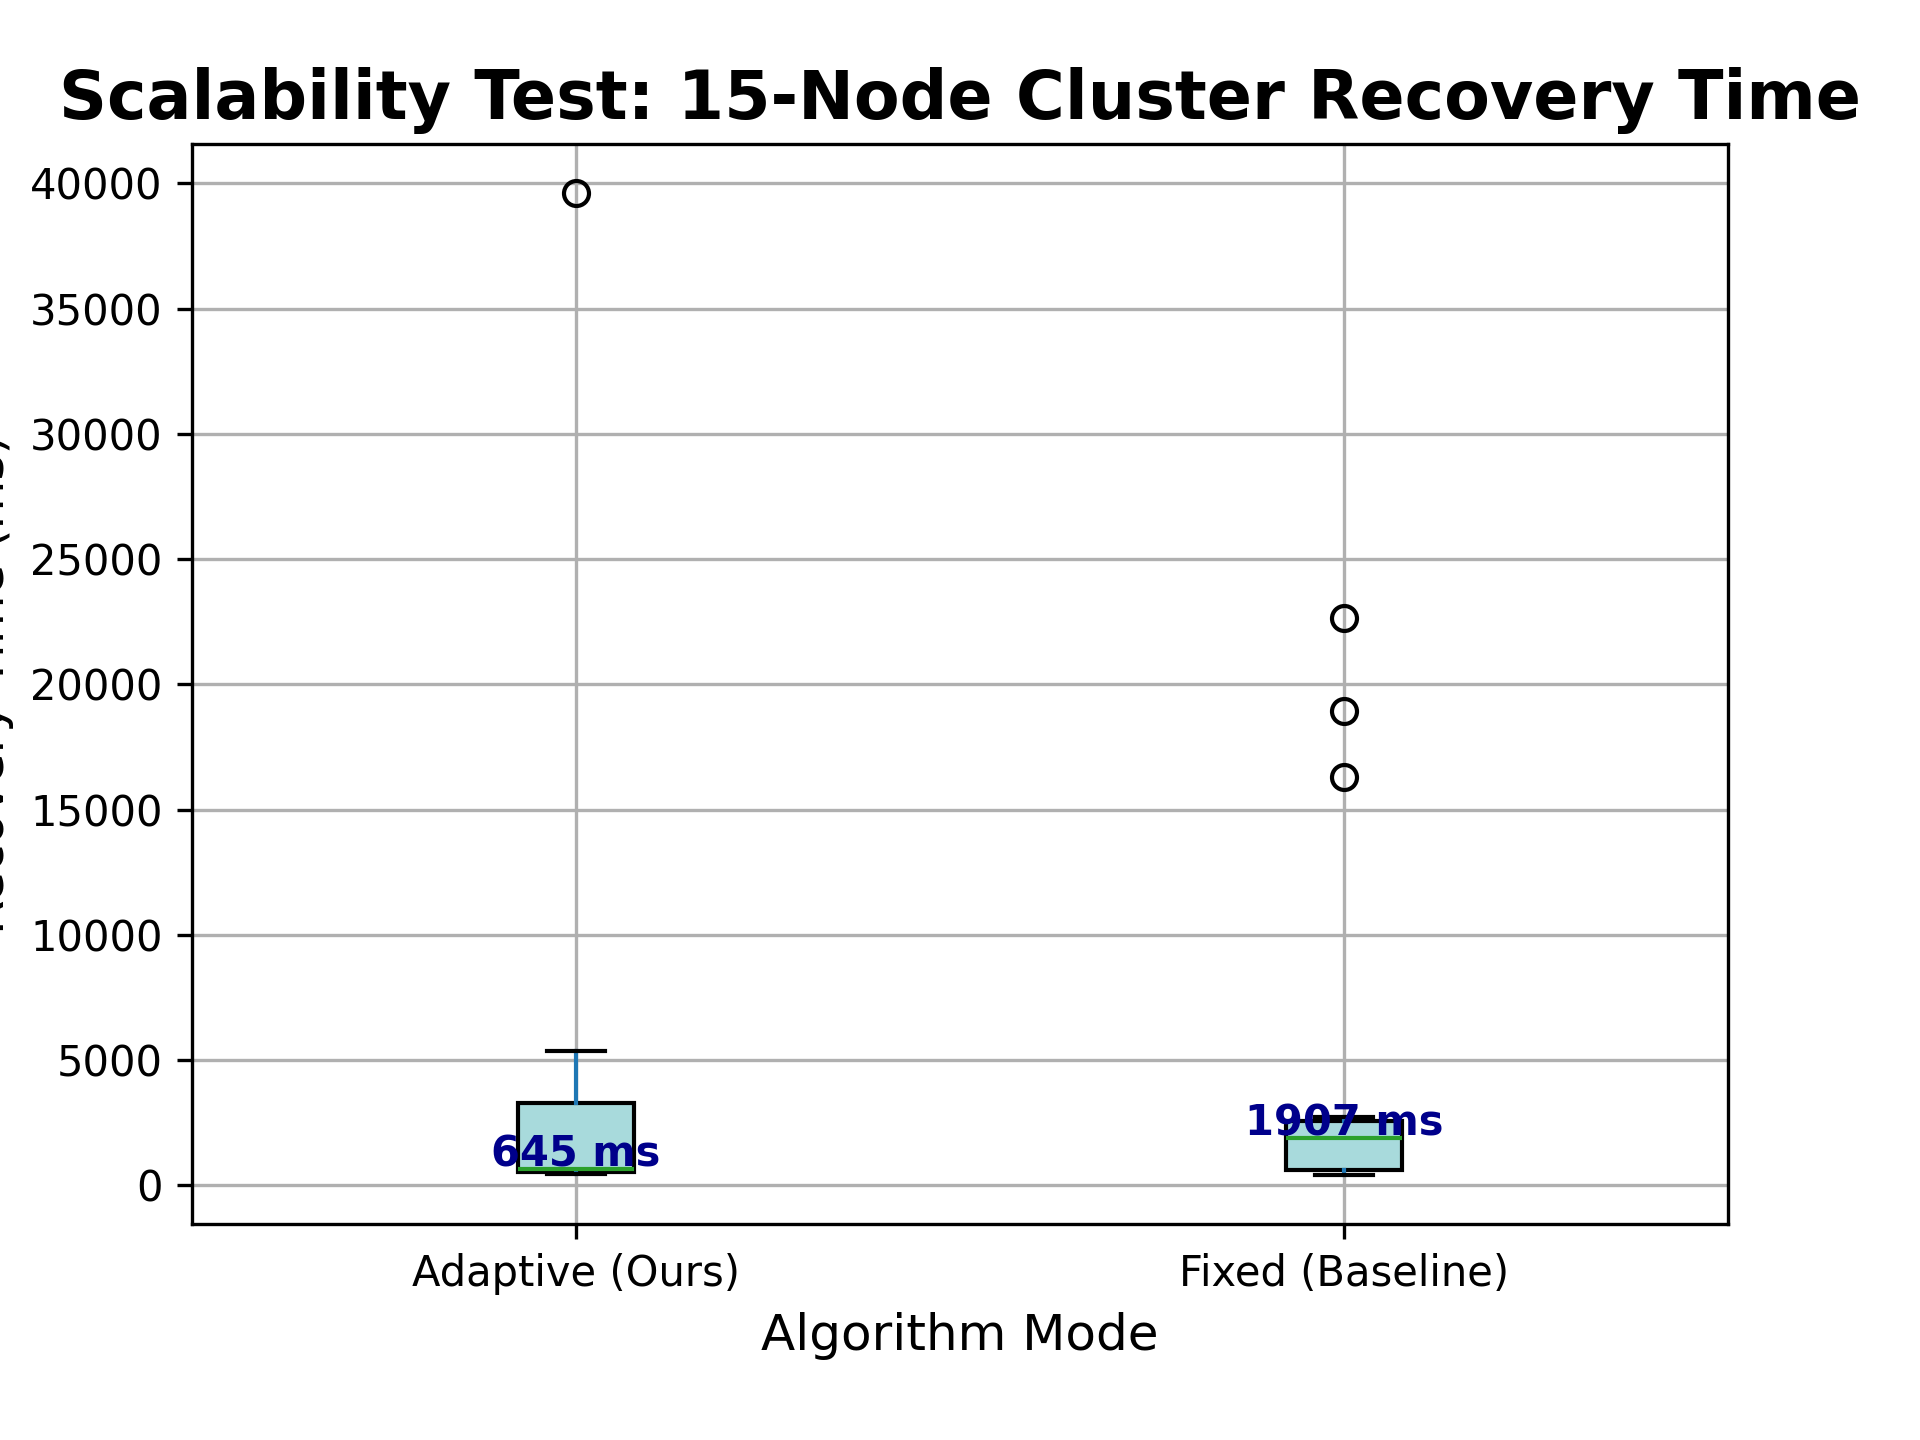 Scalability Test: 15-Node Cluster Recovery Time
40000
35000
30000
25000
20000
15000
10000
5000
0
645 ms
1907 ms
Adaptive (Ours)
Fixed (Baseline)
Algorithm Mode